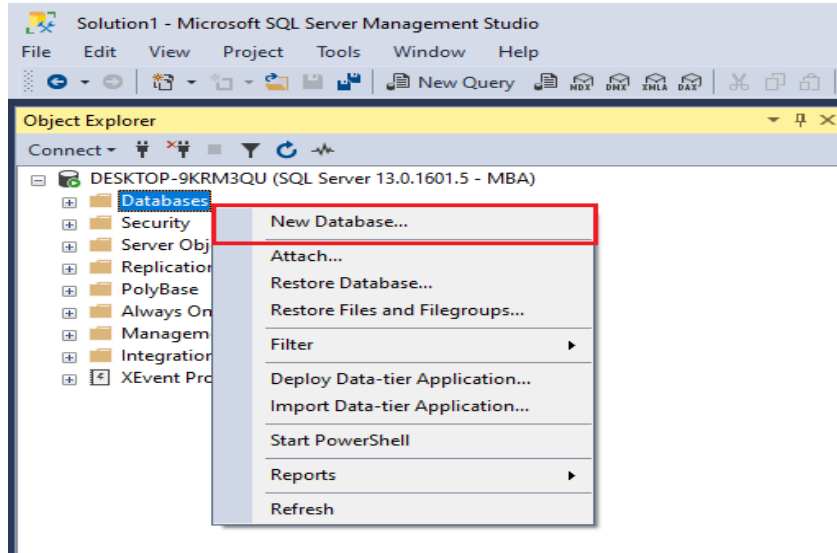 Solution1 - Microsoft SQL Server Management Studio
File Edit View Project Tools Window Help
New Query MDX DMX XMLA DAX
Object Explorer
Connect
DESKTOP-9KRM3QU (SQL Server 13.0.1601.5 - MBA)
Databases
Security
Server Obj
Replication
PolyBase
Always On
Managem
Integration
XEvent Pro
New Database...
Attach...
Restore Database...
Restore Files and Filegroups...
Filter
Deploy Data-tier Application...
Import Data-tier Application...
Start PowerShell
Reports
Refresh